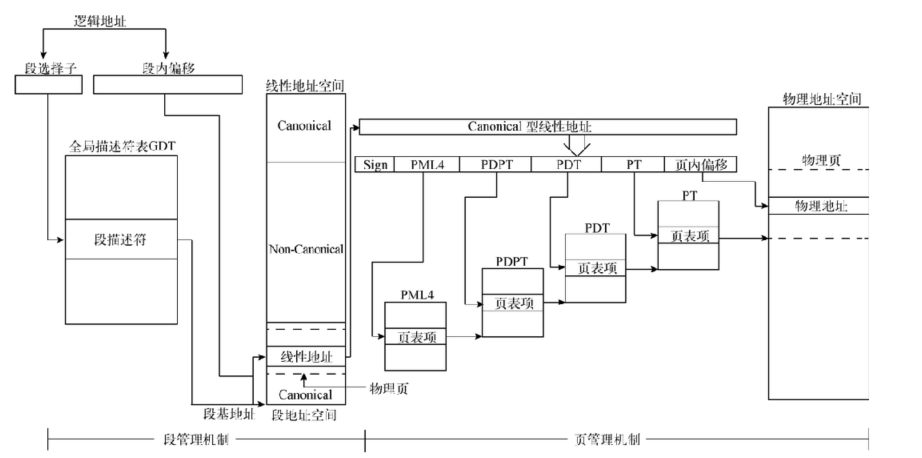 逻辑地址
段选择子
段内偏移
线性地址空间
物理地址空间
Canonical
Canonical 型线性地址
全局描述符表GDT
Sign
PML4
PDPT
PDT
PT
页内偏移
物理页
PT
物理地址
段描述符
Non-Canonical
PDT
页表项
PDPT
页表项
PML4
页表项
页表项
线性地址
物理页
Canonical
段基地址
段地址空间
段管理机制
页管理机制